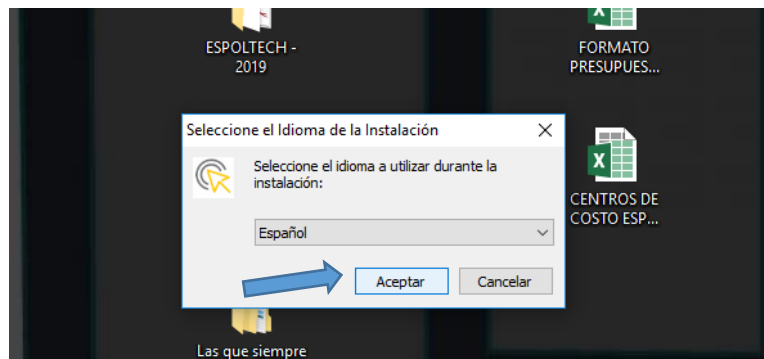 ESPOLTECH -
2019
FORMATO
PRESUPUES...
Seleccione el Idioma de la Instalación
Seleccione el idioma a utilizar durante la
instalación:
Español
Aceptar
Cancelar
CENTROS DE
COSTO ESP...
Las que siempre